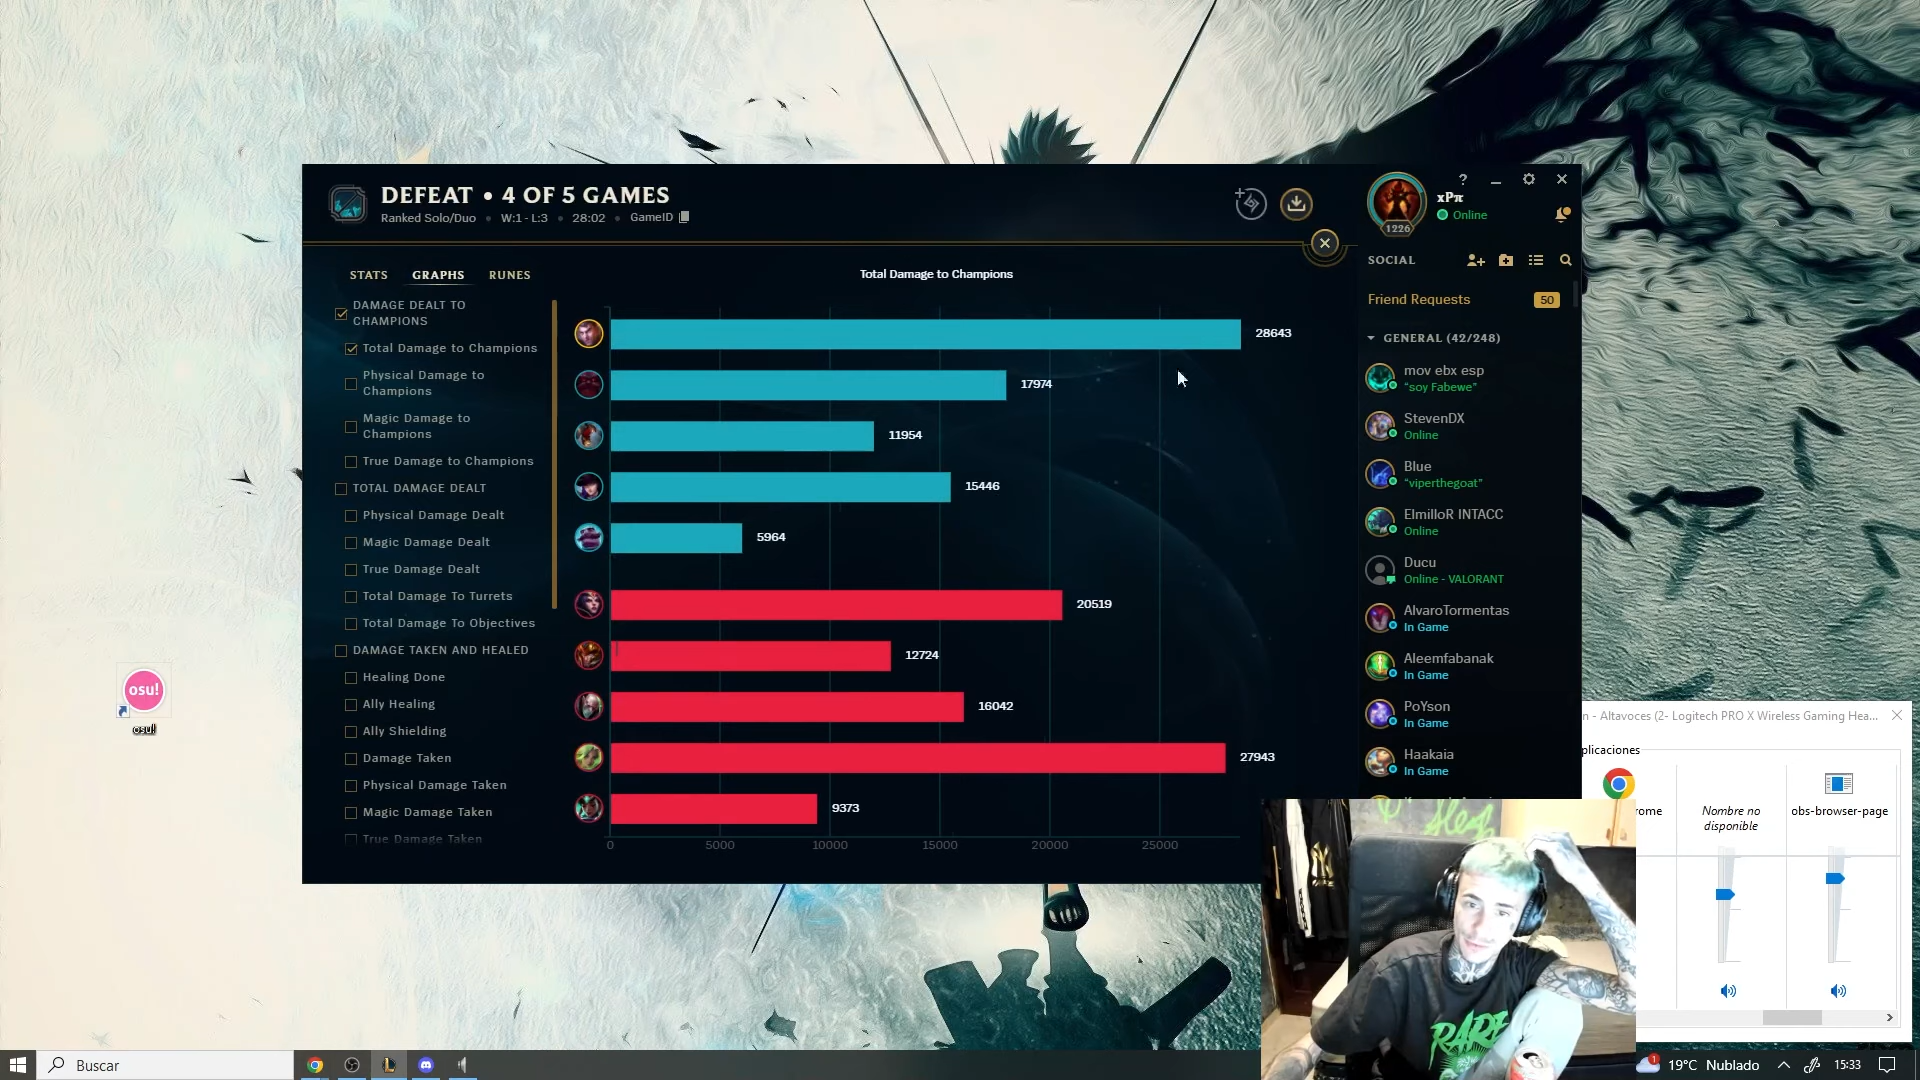 DEFEAT • 4 OF 5 GAMES
Ranked Solo/Duo • W:1 - L:3 • 28:02 • GameID
STATS GRAPHS RUNES
Total Damage to Champions
DAMAGE DEALT TO
CHAMPIONS
Total Damage to Champions
Physical Damage to
Champions
Magic Damage to
Champions
True Damage to Champions
TOTAL DAMAGE DEALT
Physical Damage Dealt
Magic Damage Dealt
True Damage Dealt
Total Damage To Turrets
Total Damage To Objectives
DAMAGE TAKEN AND HEALED
Healing Done
Ally Healing
Ally Shielding
Damage Taken
Physical Damage Taken
Magic Damage Taken
True Damage Taken
28643
17974
11954
15446
5964
20519
12724
16042
27943
9373
0 5000 10000 15000 20000 25000
?
xPπ
Online
1226
SOCIAL
Friend Requests 50
GENERAL (42/248)
mov ebx esp
“soy Fabewe”
StevenDX
Online
Blue
“viperthegoat”
ElmilloR INTACC
Online
Ducu
Online - VALORANT
AlvaroTormentas
In Game
Aleemfabanak
In Game
PoYson
In Game
Haakaia
In Game
osu!
osu!
n - Altavoces (2- Logitech PRO X Wireless Gaming Hea...
plicaciones
rome
Nombre no
disponible
obs-browser-page
RARE
Buscar
1
19°C Nublado
15:33